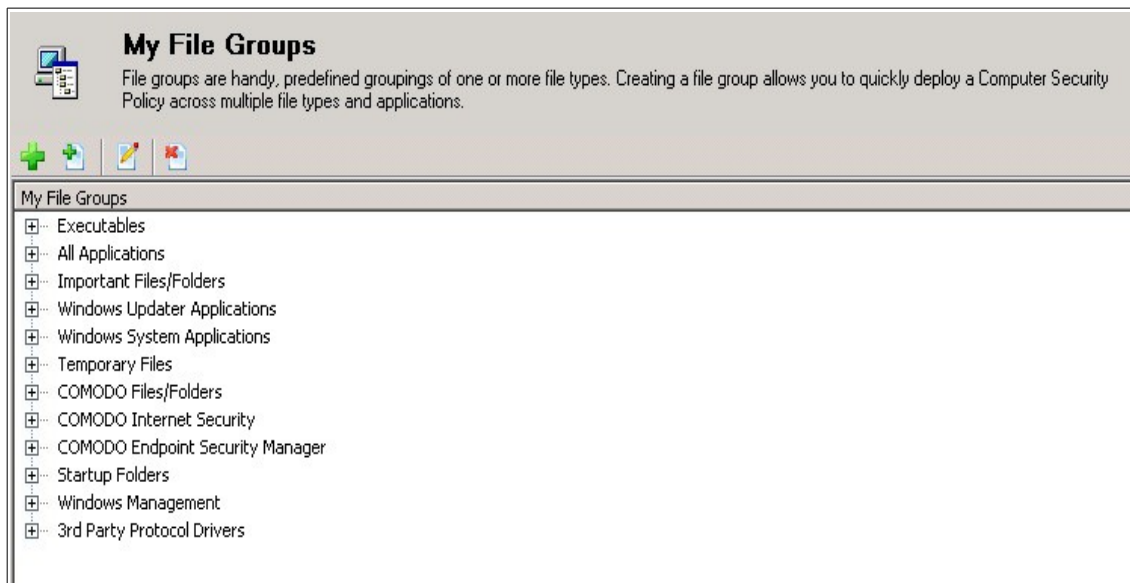 My File Groups
File groups are handy, predefined groupings of one or more file types. Creating a file group allows you to quickly deploy a Computer Security
Policy across multiple file types and applications.
My File Groups
Executables
All Applications
Important Files/Folders
Windows Updater Applications
Windows System Applications
Temporary Files
COMODO Files/Folders
COMODO Internet Security
COMODO Endpoint Security Manager
Startup Folders
Windows Management
3rd Party Protocol Drivers